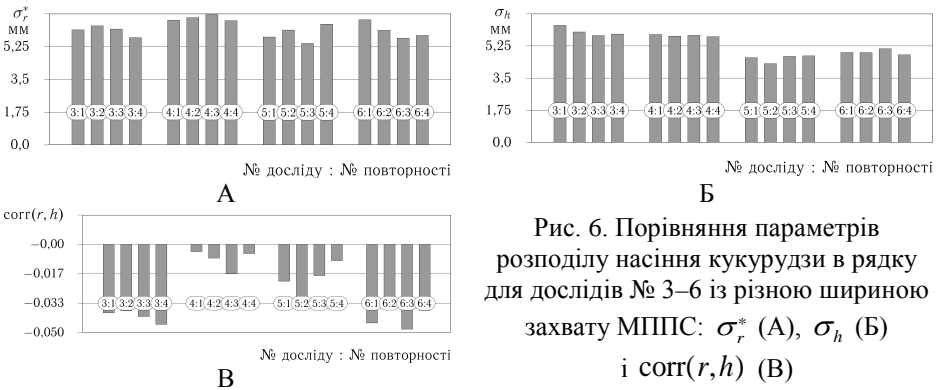 σ*r
мм
5,25
3,5
1,75
0,0
3:1 3:2 3:3 3:4 4:1 4:2 4:3 4:4 5:1 5:2 5:3 5:4 6:1 6:2 6:3 6:4
№ досліду : № повторності
А
σh
мм
5,25
3,5
1,75
0,0
3:1 3:2 3:3 3:4 4:1 4:2 4:3 4:4 5:1 5:2 5:3 5:4 6:1 6:2 6:3 6:4
№ досліду : № повторності
Б
corr(r, h)
−0,00
−0,017
−0,033
−0,050
3:1 3:2 3:3 3:4 4:1 4:2 4:3 4:4 5:1 5:2 5:3 5:4 6:1 6:2 6:3 6:4
№ досліду : № повторності
В
Рис. 6. Порівняння параметрів
розподілу насіння кукурудзи в рядку
для дослідів № 3–6 із різною шириною
захвату МППС: σ*r (А), σh (Б)
і corr(r,h) (В)